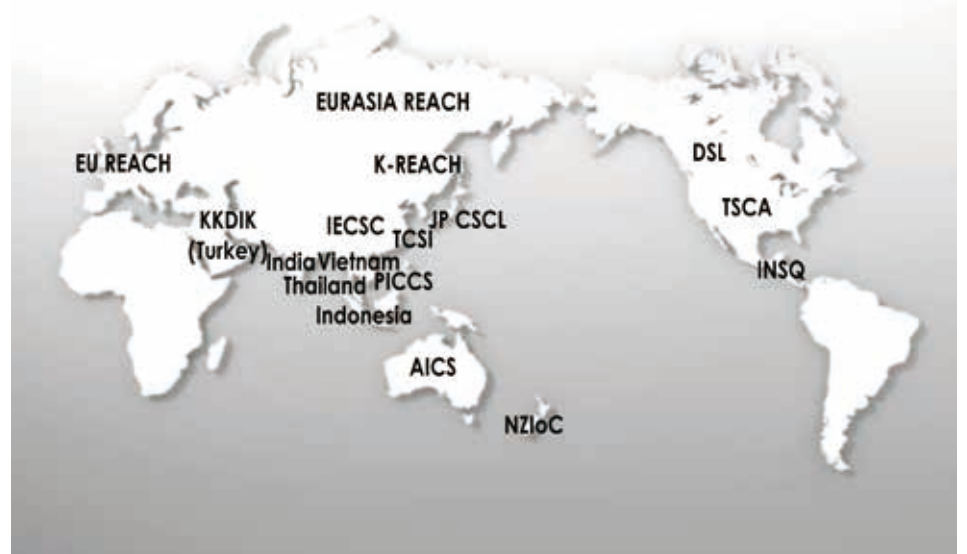 EURASIA REACH
EU REACH
K-REACH
DSL
TSCA
KKDIK
(Turkey)
IECSC
JP CSCL
TCSI
India
Vietnam
Thailand
PICCS
INSQ
Indonesia
AICS
NZIoC